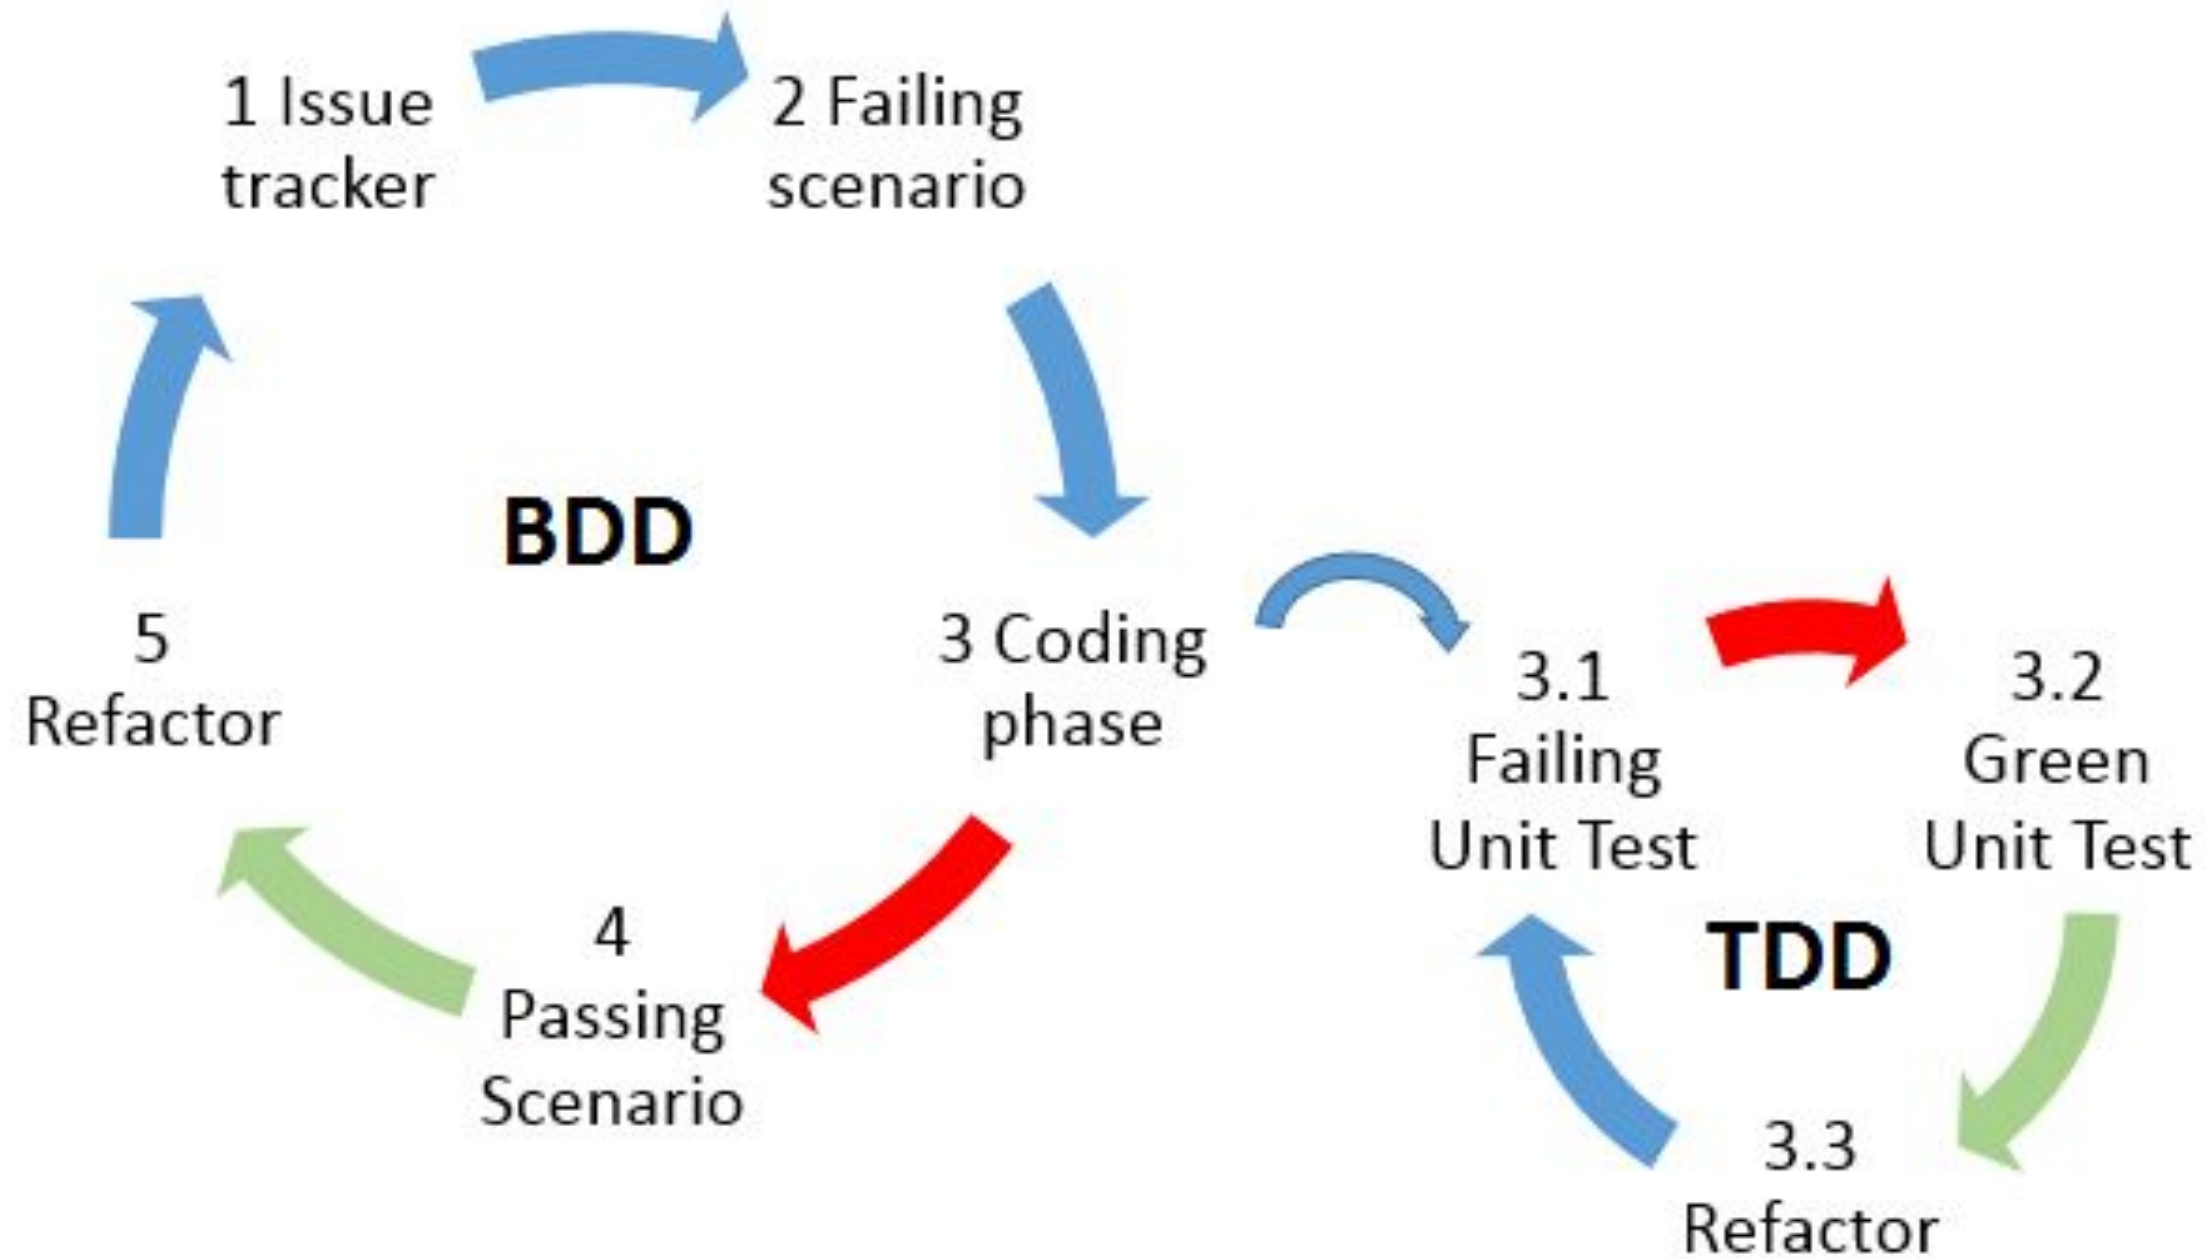 1 Issue
tracker
2 Failing
scenario
BDD
3 Coding
phase
4
Passing
Scenario
5
Refactor
3.1
Failing
Unit Test
3.2
Green
Unit Test
TDD
3.3
Refactor